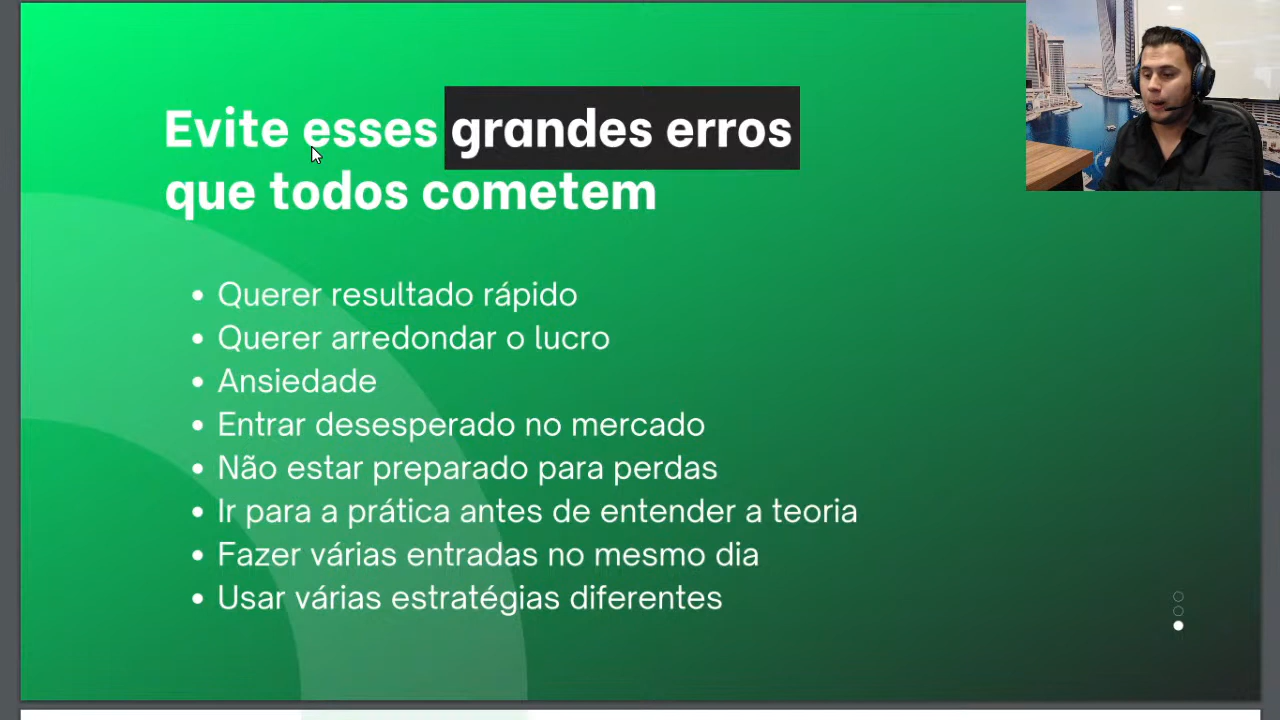 Evite esses grandes erros
que todos cometem
Querer resultado rápido
Querer arredondar o lucro
Ansiedade
Entrar desesperado no mercado
Não estar preparado para perdas
Ir para a prática antes de entender a teoria
Fazer várias entradas no mesmo dia
Usar várias estratégias diferentes